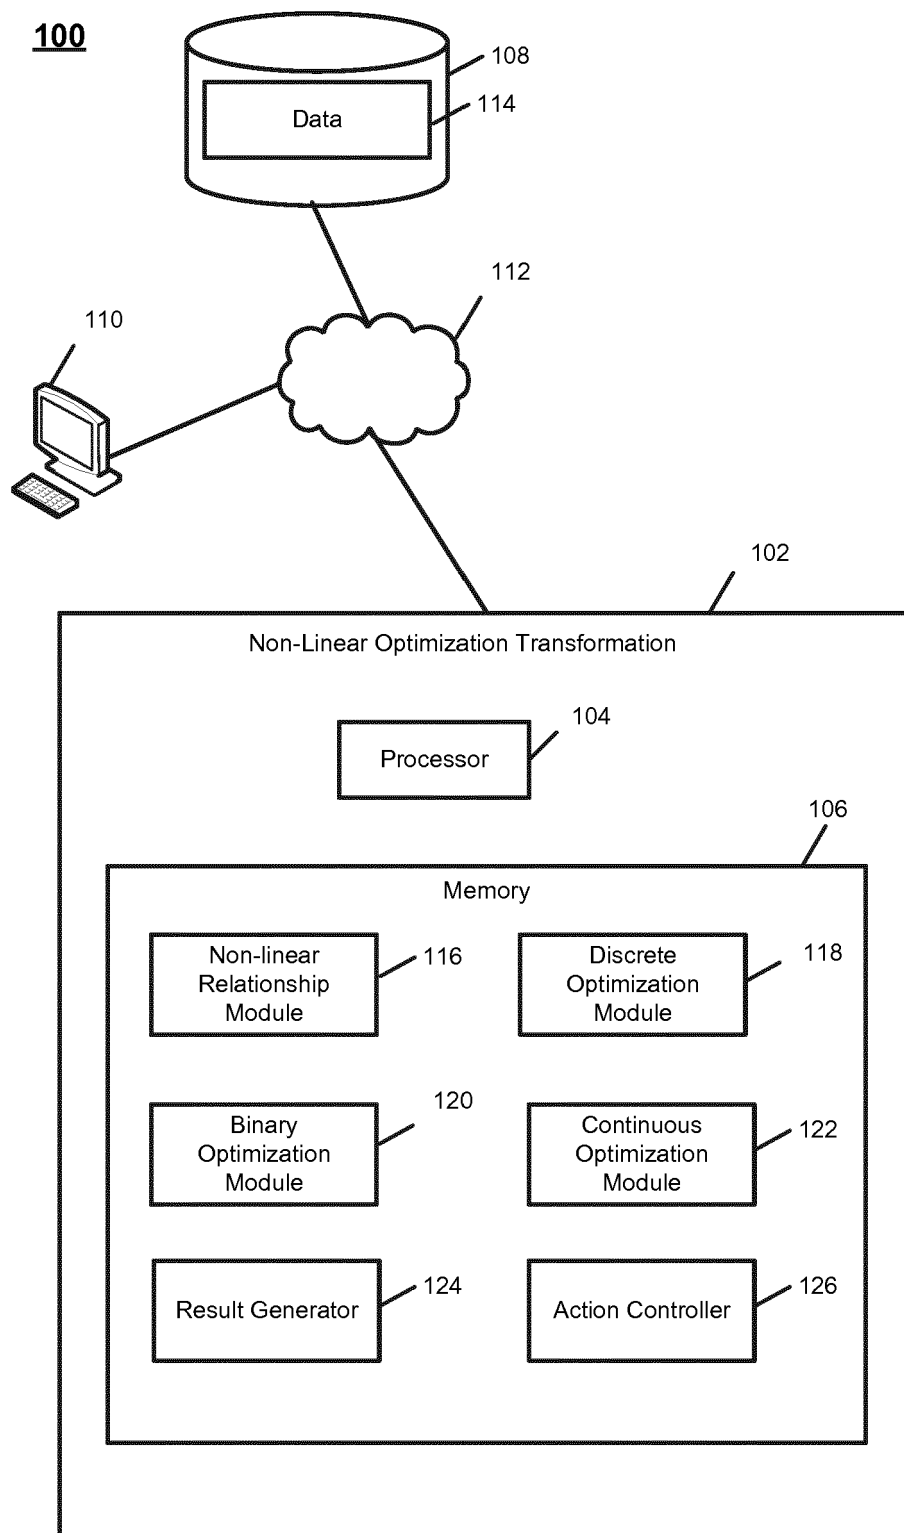 100
108
Data
114
112
110
102
Non-Linear Optimization Transformation
104
Processor
106
Memory
Non-linear
Relationship
Module
116
Discrete
Optimization
Module
118
Binary
Optimization
Module
120
Continuous
Optimization
Module
122
Result Generator
124
Action Controller
126